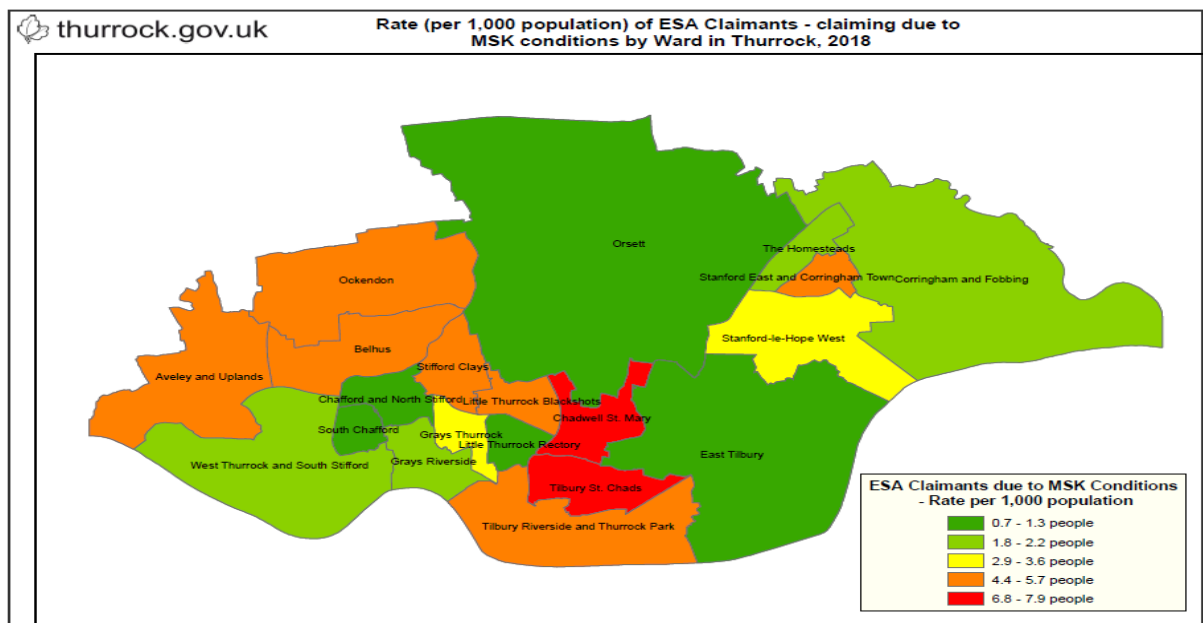 thurrock.gov.uk
Rate (per 1,000 population) of ESA Claimants - claiming due to
MSK conditions by Ward in Thurrock, 2018
Orsett
The Homesteads
Ockendon
Stanford East and Corringham Town
Corringham and Fobbing
Stanford-le-Hope West
Belhus
Stifford Clays
Aveley and Uplands
Chafford and North Stifford
Little Thurrock Blackshots
Chadwell St. Mary
South Chafford
Grays Thurrock
Little Thurrock Rectory
East Tilbury
West Thurrock and South Stifford
Grays Riverside
Tilbury St. Chads
Tilbury Riverside and Thurrock Park
ESA Claimants due to MSK Conditions
- Rate per 1,000 population
0.7 - 1.3 people
1.8 - 2.2 people
2.9 - 3.6 people
4.4 - 5.7 people
6.8 - 7.9 people